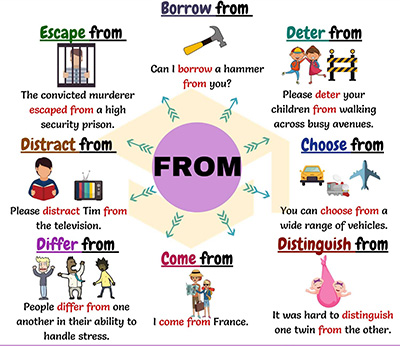 Borrow from
Can I borrow a hammer
from you?
Escape from
The convicted murderer
escaped from a high
security prison.
Deter from
Please deter your
children from walking
across busy avenues.
Distract from
Please distract Tim from
the television.
FROM
Choose from
You can choose from a
wide range of vehicles.
Differ from
People differ from one
another in their ability to
handle stress.
Come from
I come from France.
Distinguish from
It was hard to distinguish
one twin from the other.